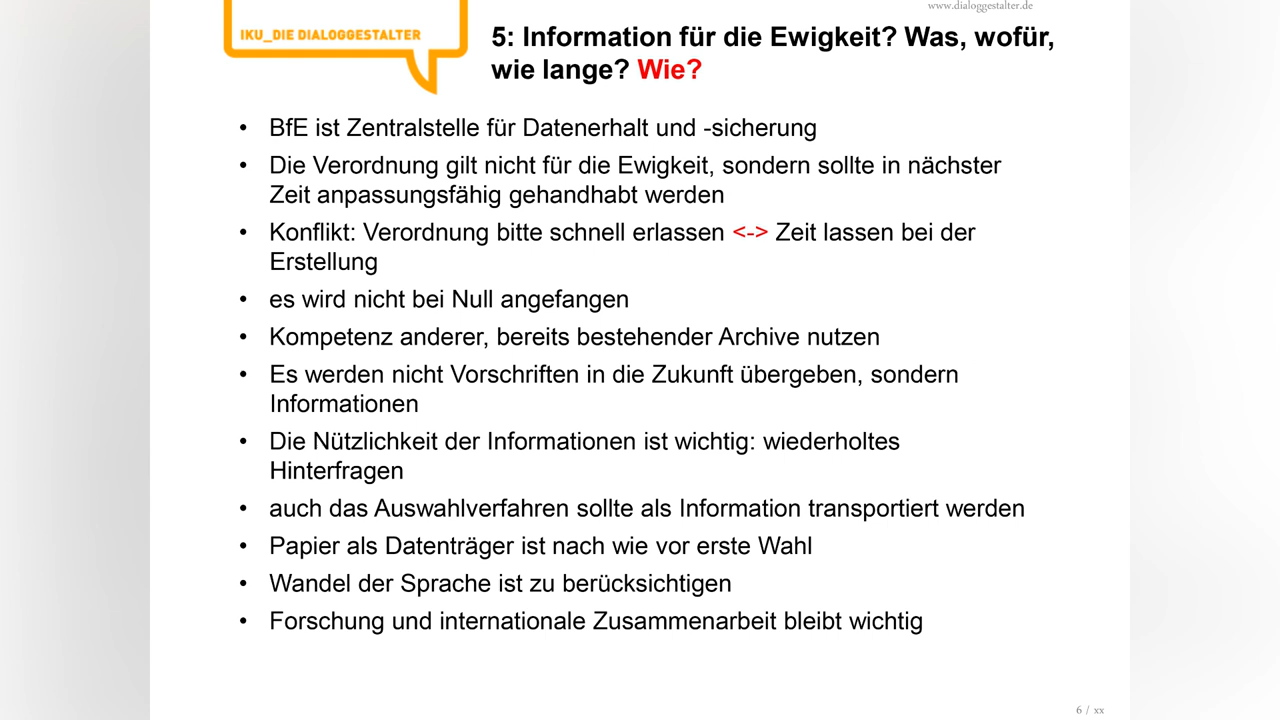 www.dialoggestalter.de
IKU_DIE DIALOGGESTALTER
5: Information für die Ewigkeit? Was, wofür,
wie lange? Wie?
• BfE ist Zentralstelle für Datenerhalt und -sicherung
• Die Verordnung gilt nicht für die Ewigkeit, sondern sollte in nächster
Zeit anpassungsfähig gehandhabt werden
• Konflikt: Verordnung bitte schnell erlassen <-> Zeit lassen bei der
Erstellung
• es wird nicht bei Null angefangen
• Kompetenz anderer, bereits bestehender Archive nutzen
• Es werden nicht Vorschriften in die Zukunft übergeben, sondern
Informationen
• Die Nützlichkeit der Informationen ist wichtig: wiederholtes
Hinterfragen
• auch das Auswahlverfahren sollte als Information transportiert werden
• Papier als Datenträger ist nach wie vor erste Wahl
• Wandel der Sprache ist zu berücksichtigen
• Forschung und internationale Zusammenarbeit bleibt wichtig
6 / xx